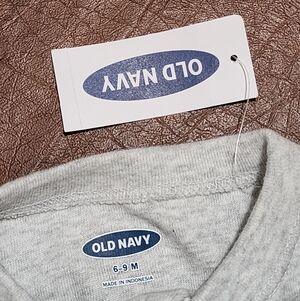 OLD NAVY
OLD NAVY
6-9 M
MADE IN INDONESIA